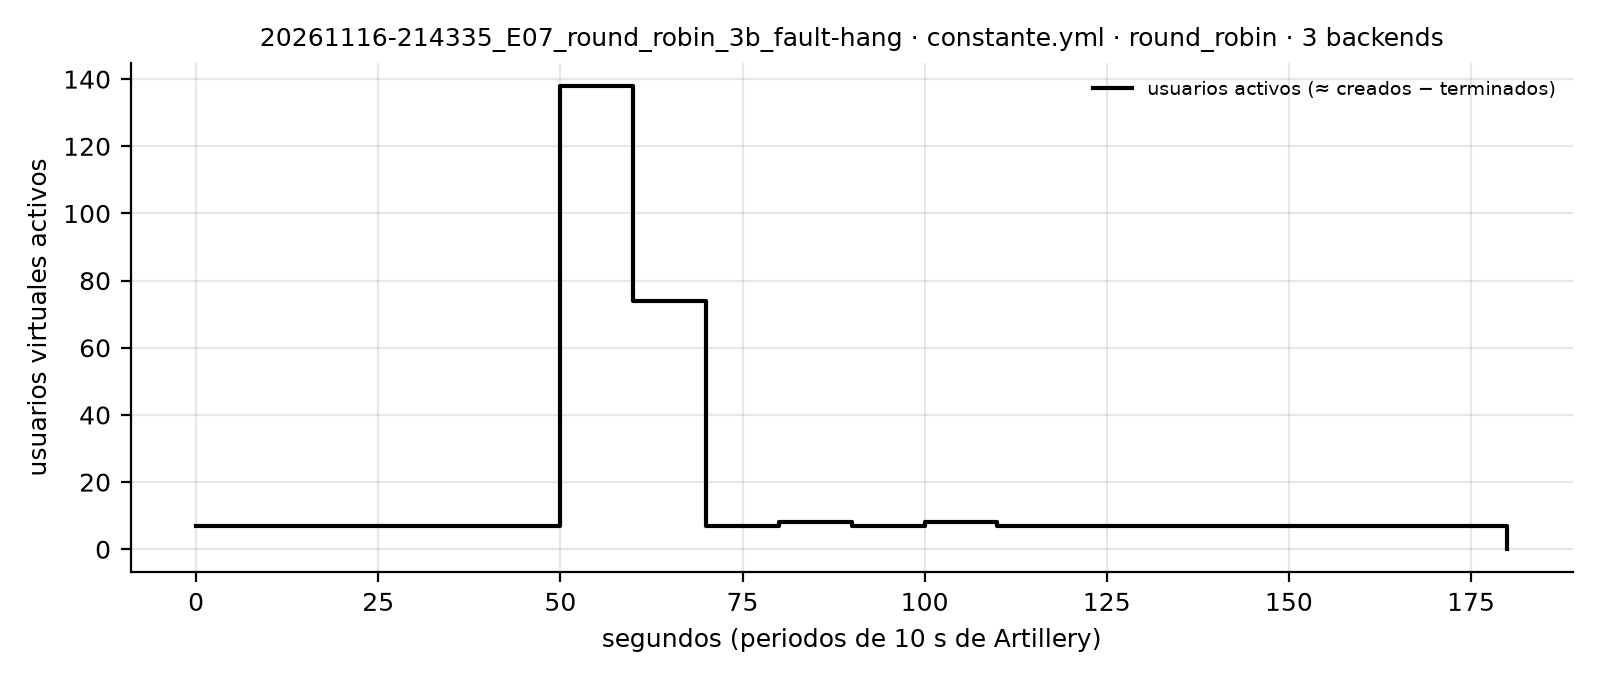 20261116-214335_E07_round_robin_3b_fault-hang · constante.yml · round_robin · 3 backends
usuarios activos (≈ creados − terminados)
usuarios virtuales activos
140
120
100
80
60
40
20
0
0 25 50 75 100 125 150 175
segundos (periodos de 10 s de Artillery)